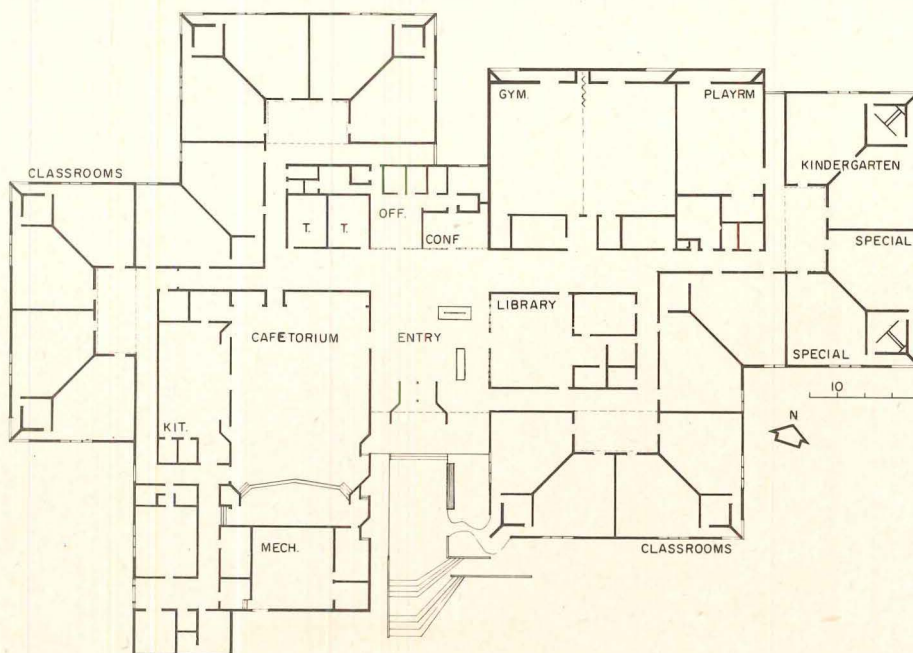 GYM.
PLAYRM
CLASSROOMS
KINDERGARTEN
OFF.
T.
T.
CONF
SPECIAL
LIBRARY
CAFETORIUM
ENTRY
SPECIAL
10
N
KIT.
MECH.
CLASSROOMS